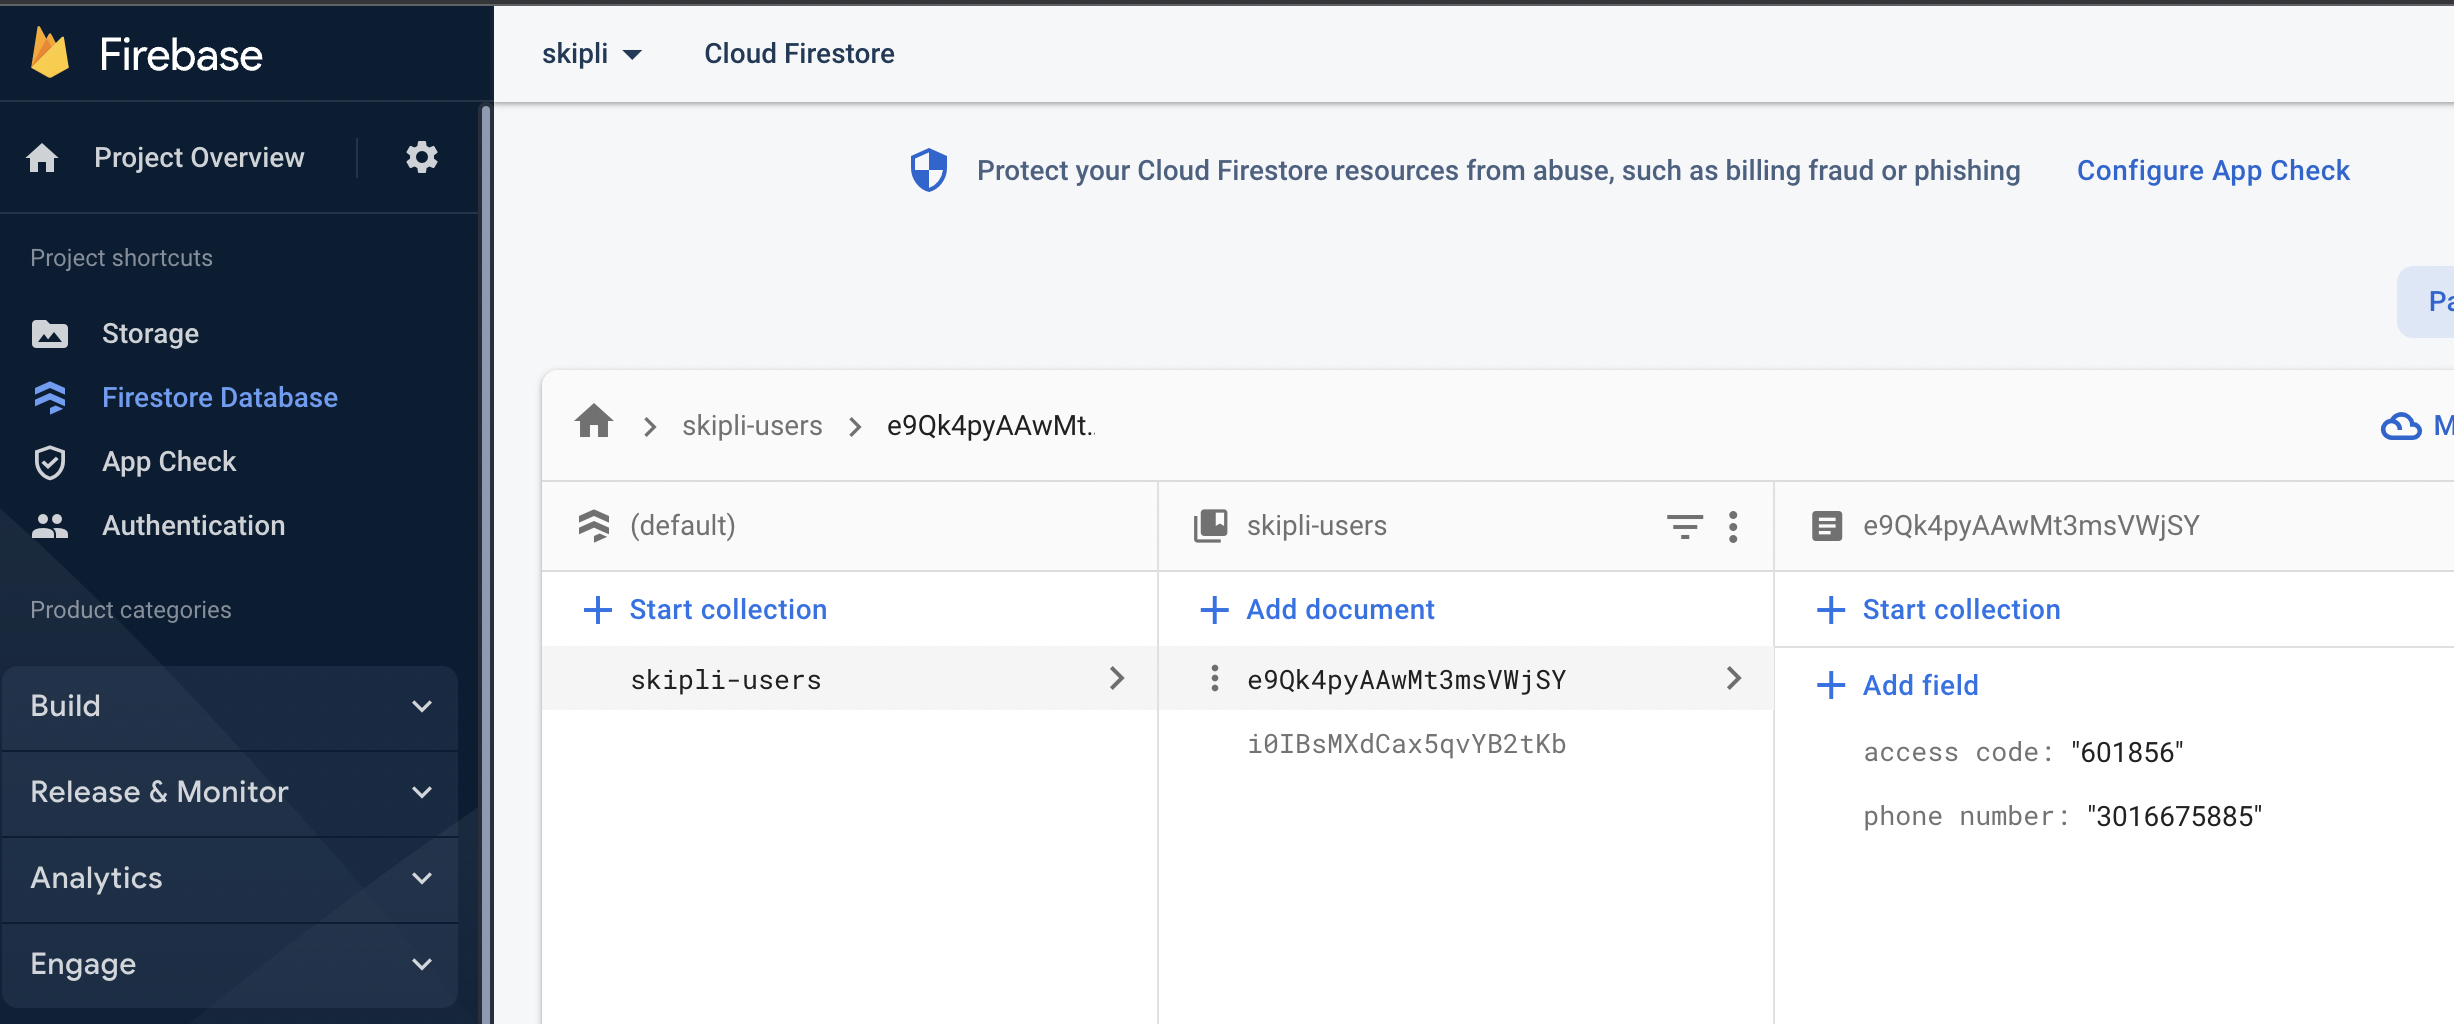 Firebase
skipli
Cloud Firestore
Project Overview
Protect your Cloud Firestore resources from abuse, such as billing fraud or phishing
Configure App Check
Project shortcuts
Storage
Firestore Database
App Check
Authentication
Product categories
Build
Release & Monitor
Analytics
Engage
skipli-users
e9Qk4pyAAwMt..
(default)
skipli-users
e9Qk4pyAAwMt3msVWjSY
Start collection
Add document
Start collection
skipli-users
e9Qk4pyAAwMt3msVWjSY
i0IBsMXdCax5qvYB2tKb
Add field
access code: "601856"
phone number: "3016675885"